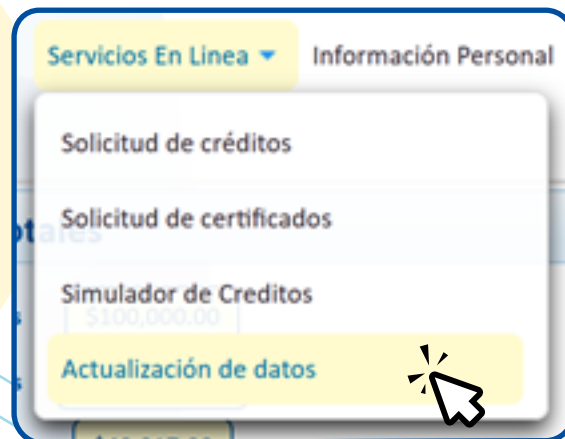 Servicios En Linea Información Personal
Solicitud de créditos
Solicitud de certificados
Simulador de Creditos
$100,000.00
Actualización de datos